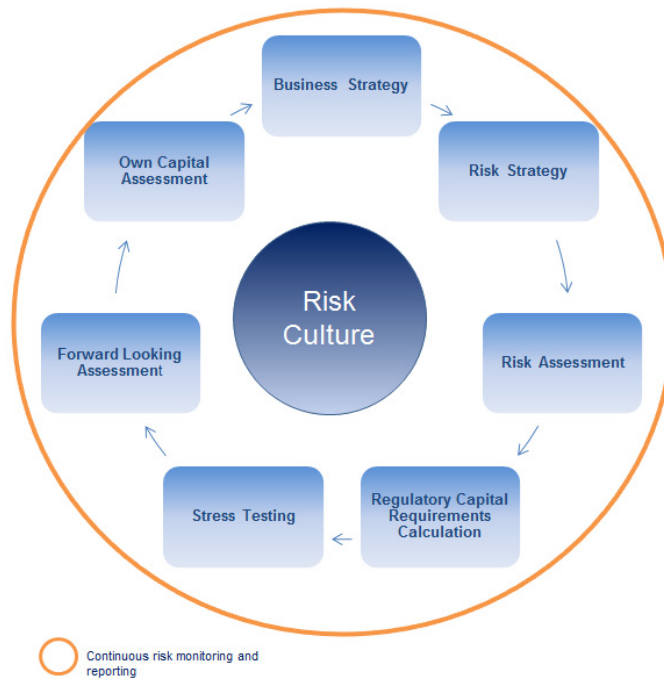 Business Strategy
Own Capital
Assessment
Risk Strategy
Risk
Culture
Forward Looking
Assessment
Risk Assessment
Stress Testing
Regulatory Capital
Requirements
Calculation
Continuous risk monitoring and
reporting